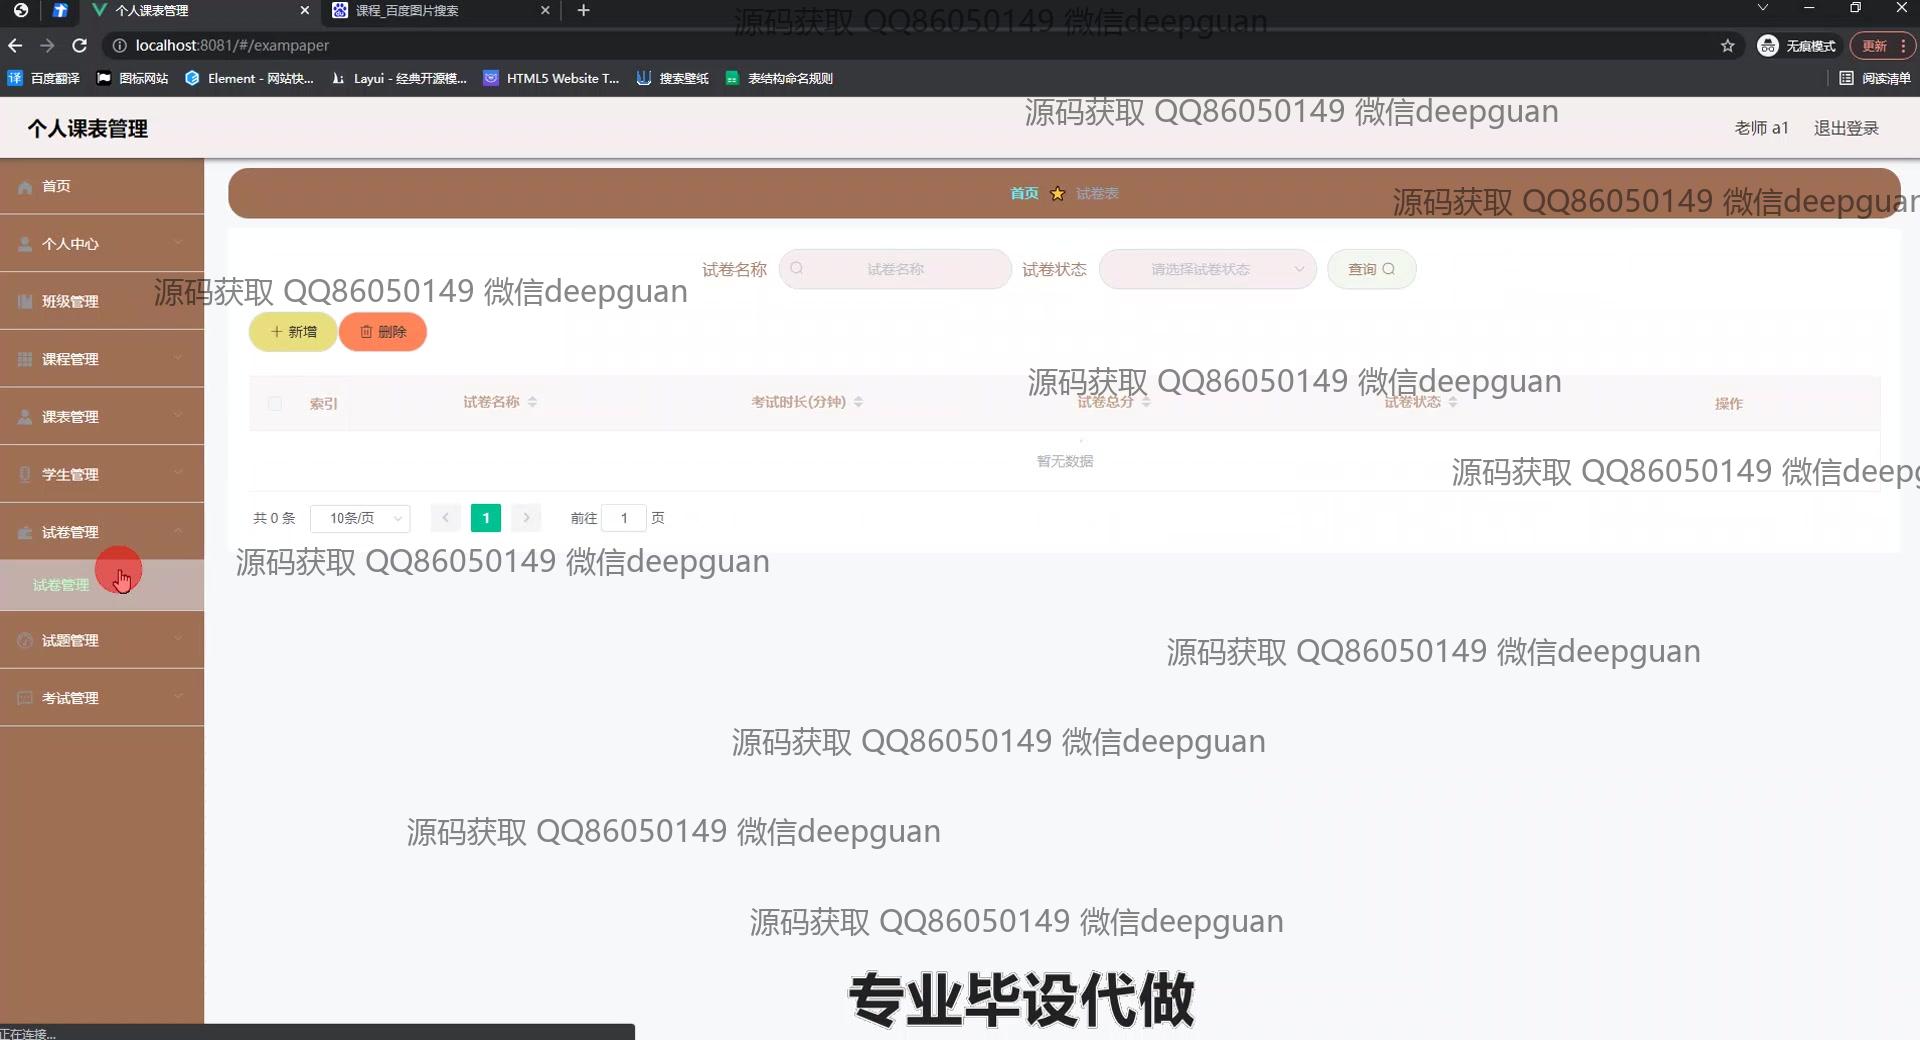 个人课表管理
课程_百度图片搜索
源码获取 QQ86050149 微信deepguan
localhost:8081/#/exampaper
无痕模式
更新
百度翻译
图标网站
Element - 网站快...
Layui - 经典开源模...
HTML5 Website T...
搜索壁纸
表结构命名规则
阅读清单
个人课表管理
源码获取 QQ86050149 微信deepguan
老师 a1
退出登录
首页
首页
试卷表
源码获取 QQ86050149 微信deepguan
个人中心
试卷名称
试卷名称
试卷状态
请选择试卷状态
查询
班级管理
源码获取 QQ86050149 微信deepguan
新增
删除
课程管理
源码获取 QQ86050149 微信deepguan
索引
试卷名称
考试时长(分钟)
试卷总分
试卷状态
操作
课表管理
暂无数据
源码获取 QQ86050149 微信deepg
学生管理
共 0 条
10条/页
1
前往
1
页
试卷管理
源码获取 QQ86050149 微信deepguan
试卷管理
试题管理
源码获取 QQ86050149 微信deepguan
考试管理
源码获取 QQ86050149 微信deepguan
源码获取 QQ86050149 微信deepguan
源码获取 QQ86050149 微信deepguan
专业毕设代做
正在连接...